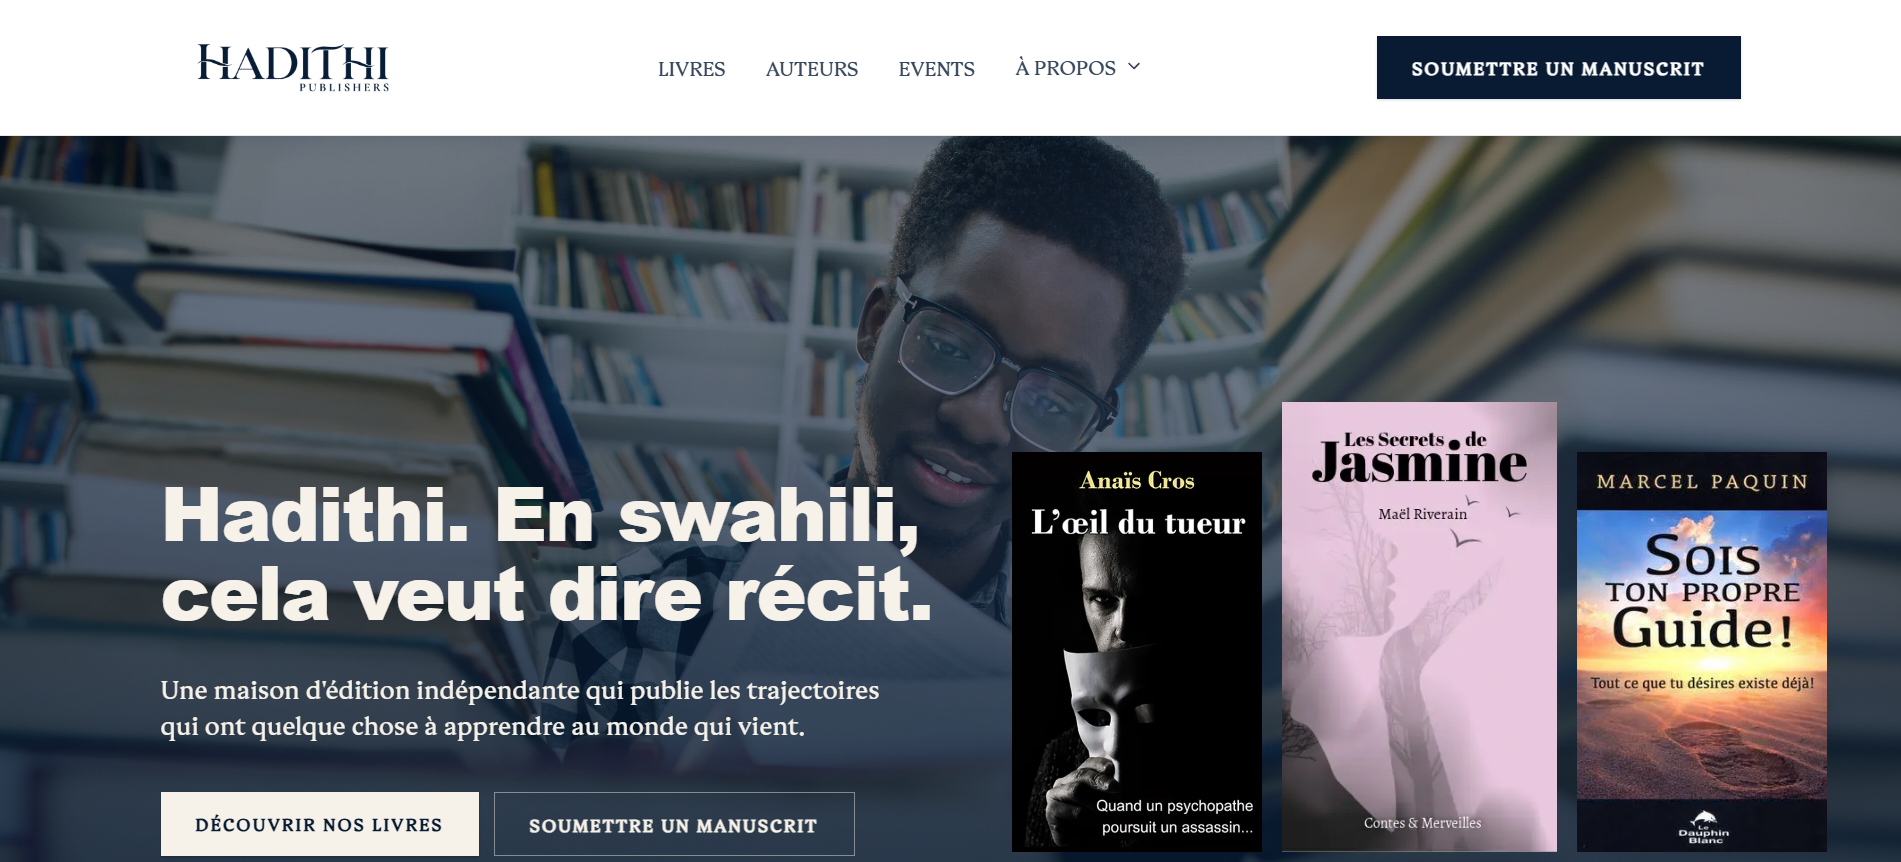 HADITHI
PUBLISHERS
LIVRES
AUTEURS
EVENTS
À PROPOS
SOUMETTRE UN MANUSCRIT
Hadithi. En swahili,
cela veut dire récit.
Une maison d'édition indépendante qui publie les trajectoires
qui ont quelque chose à apprendre au monde qui vient.
DÉCOUVRIR NOS LIVRES
SOUMETTRE UN MANUSCRIT
Anaïs Cros
L'œil du tueur
Quand un psychopathe
poursuit un assassin...
Les Secrets de
Jasmine
Maël Riverain
Contes & Merveilles
MARCEL PAQUIN
SOIS
TON PROPRE
GUIDE!
Tout ce que tu désires existe déjà!
Le
Dauphin
Blanc